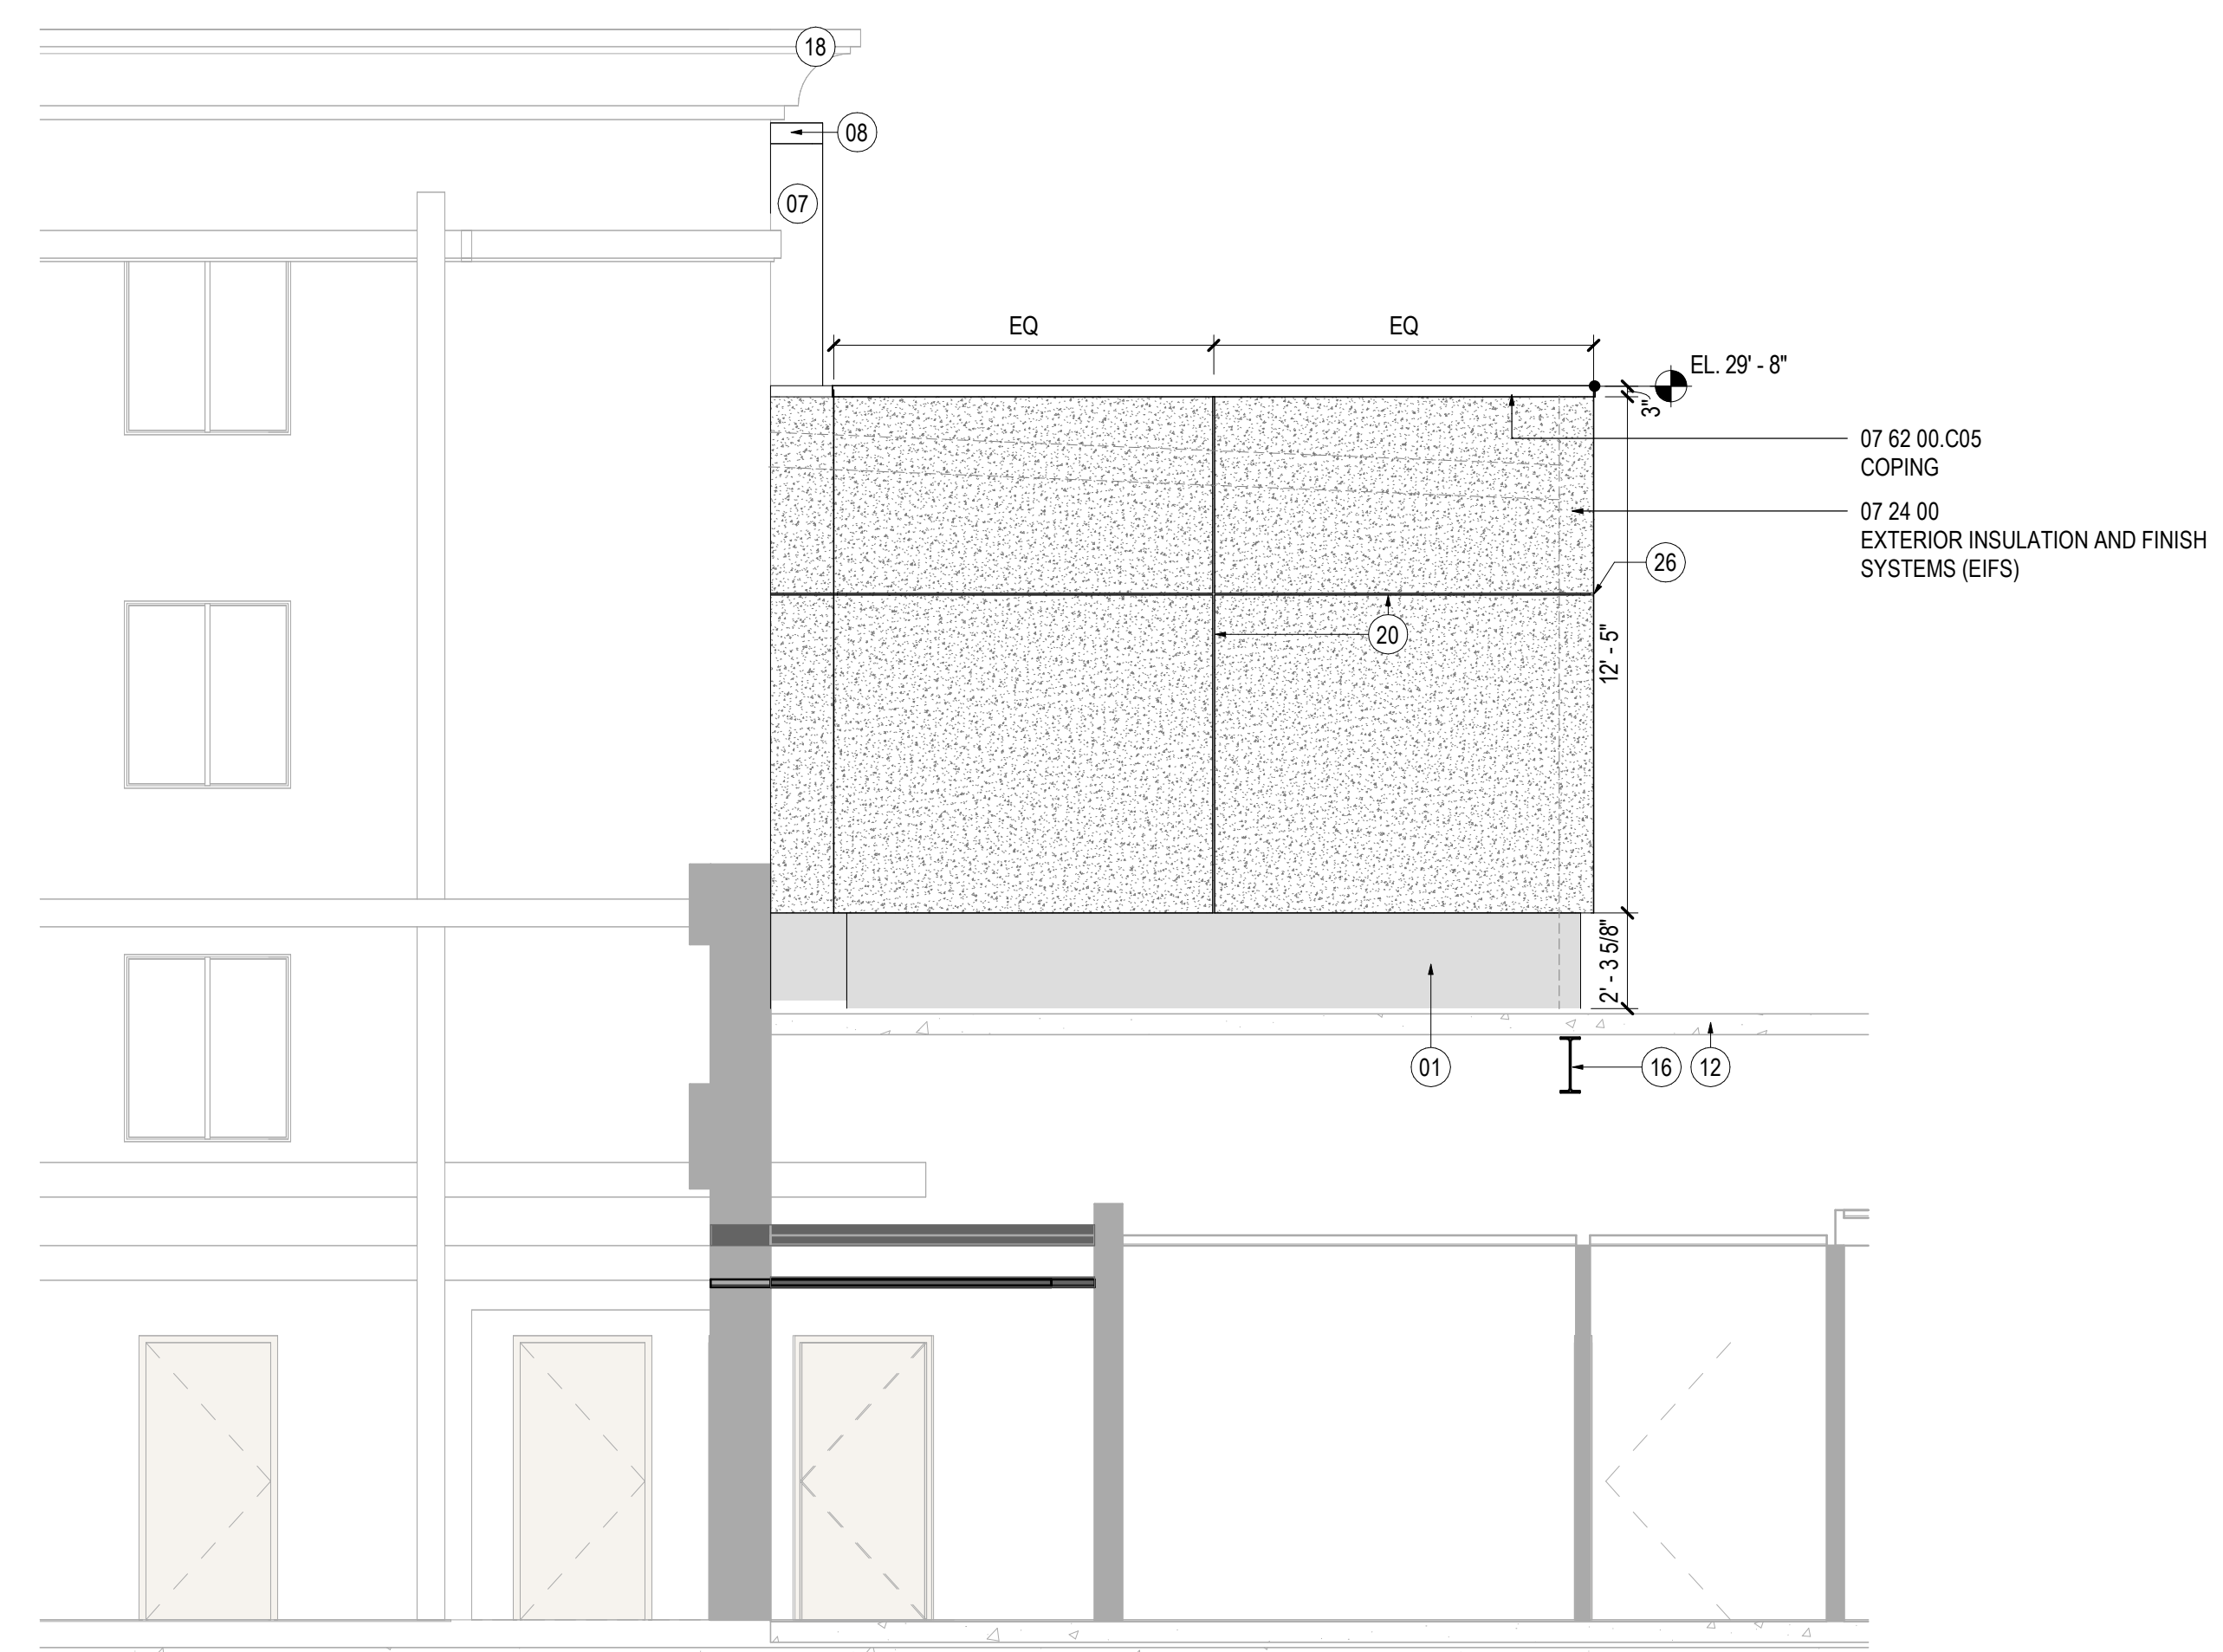 18
08
07
EQ
EQ
EL. 29' - 8"
3"
07 62 00.C05
COPING
07 24 00
EXTERIOR INSULATION AND FINISH
SYSTEMS (EIFS)
26
20
12' - 5"
2' - 3 5/8"
01
16
12